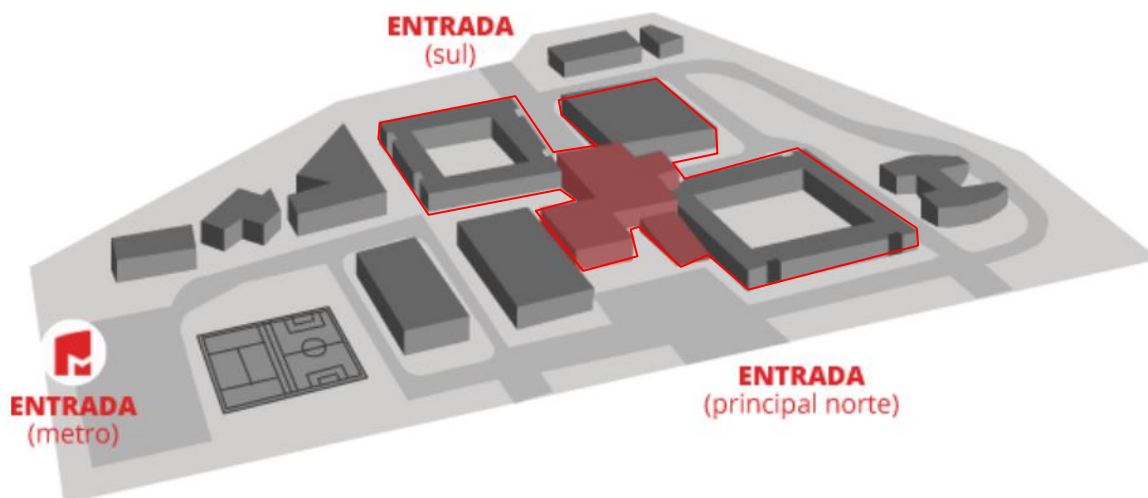 ENTRADA
(sul)
ENTRADA
(metro)
ENTRADA
(principal norte)